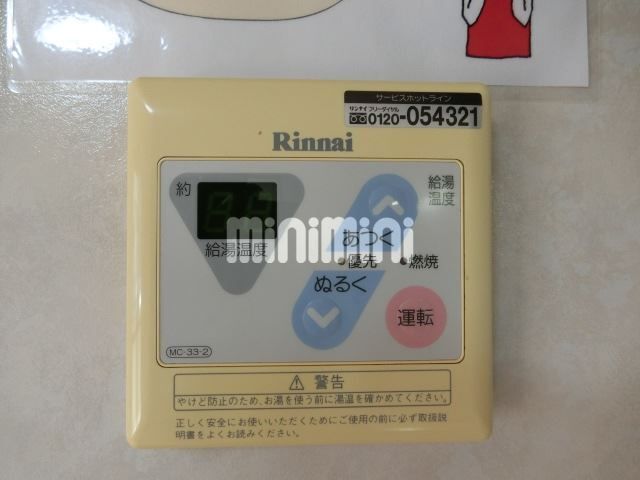 サービスホットライン
リンナイ フリーダイヤル
0120-054321
Rinnai
約
給湯温度
給湯
温度
minimini
あつく
優先
燃焼
ぬるく
運転
MC-33-2
⚠ 警告
やけど防止のため、お湯を使う前に湯温を確かめてください。
正しく安全にお使いいただくためにご使用の前に必ず取扱説
明書をよくお読みください。